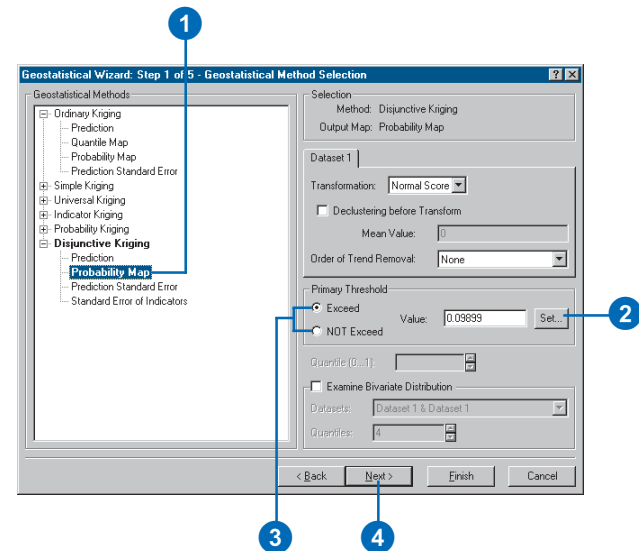 1
Geostatistical Wizard: Step 1 of 5 - Geostatistical Method Selection
Geostatistical Methods
Ordinary Kriging
Prediction
Quantile Map
Probability Map
Prediction Standard Error
Simple Kriging
Universal Kriging
Indicator Kriging
Probability Kriging
Disjunctive Kriging
Prediction
Probability Map
Prediction Standard Error
Standard Error of Indicators
Selection
Method: Disjunctive Kriging
Output Map: Probability Map
Dataset 1
Transformation: Normal Score
Declustering before Transform
Mean Value: 0
Order of Trend Removal: None
Primary Threshold
Exceed
NOT Exceed
Value: 0.09899 Set...
2
Quantile (0...1):
Examine Bivariate Distribution
Datasets: Dataset 1 & Dataset 1
Quantiles: 4
< Back Next > Finish Cancel
3 4